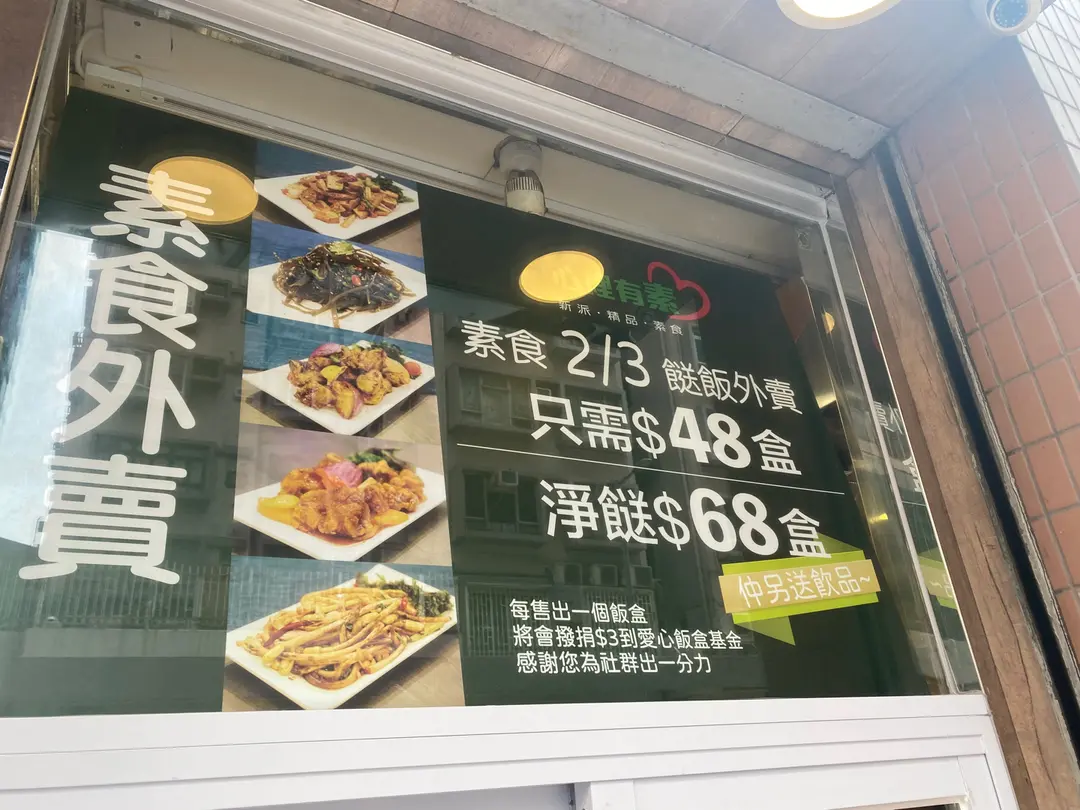 素食外賣
有素
新派·精品·素食
素食 2/3 餸飯外賣
只需$48盒
淨餸$68盒
仲另送飲品~
每售出一個飯盒
將會撥捐$3到愛心飯盒基金
感謝您為社群出一分力